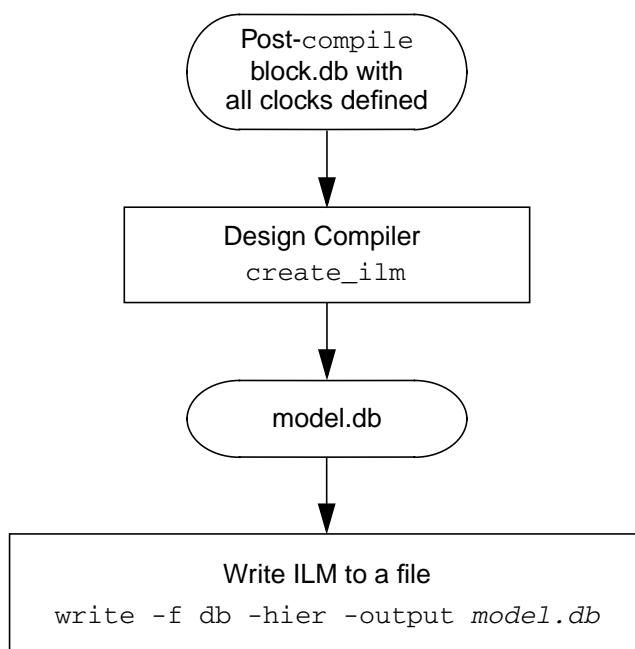 Post-compile
block.db with
all clocks defined
Design Compiler
create_ilm
model.db
Write ILM to a file
write -f db -hier -output model.db